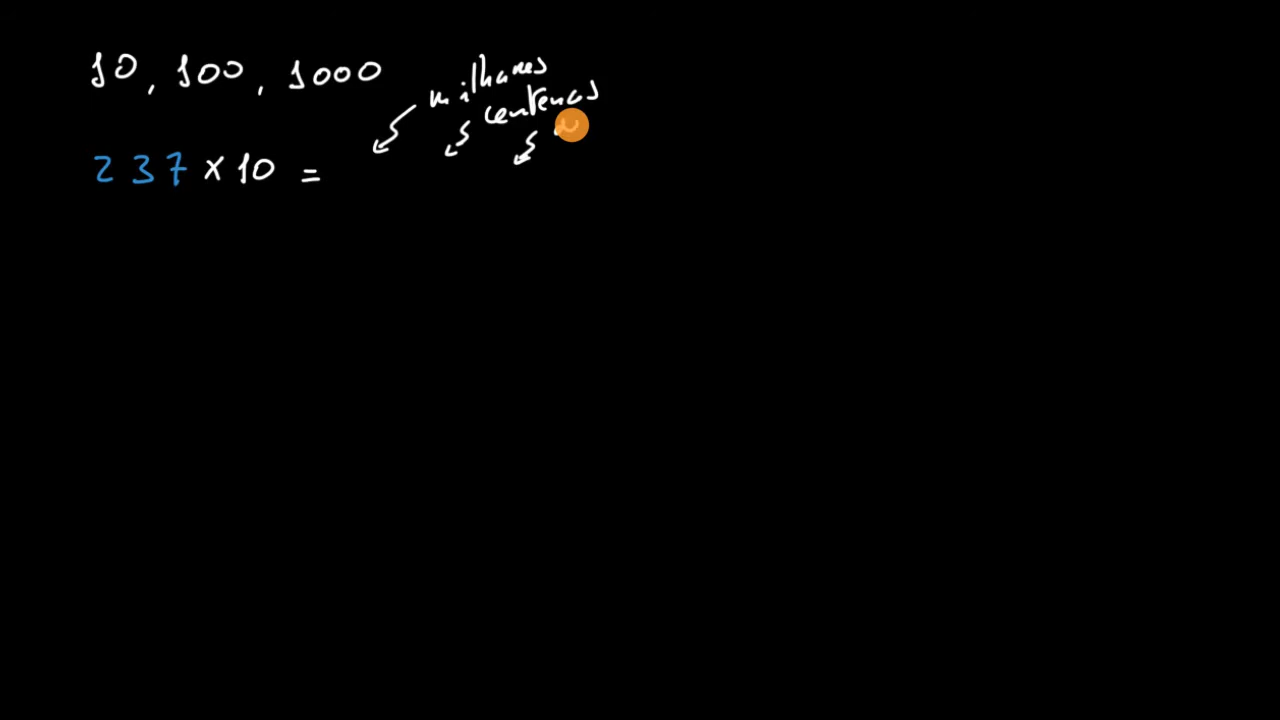 10, 100, 1000
milhares
centenas
237 × 10 =